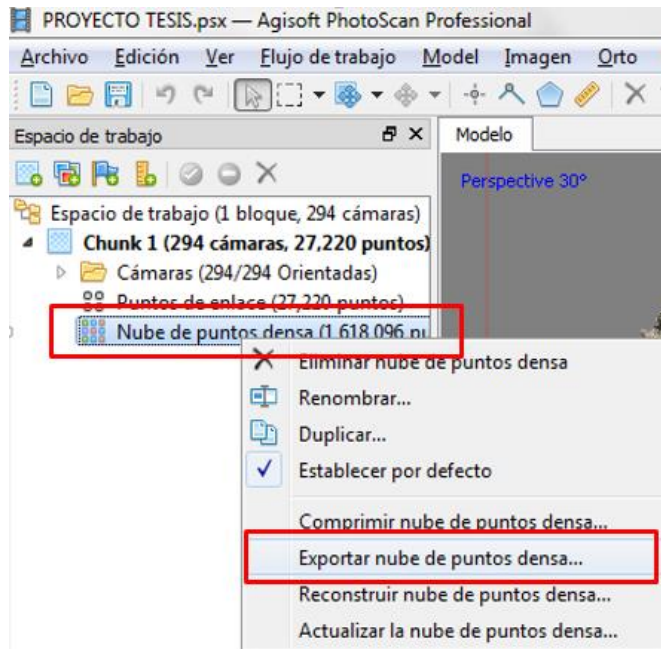 PROYECTO TESIS.psx — Agisoft PhotoScan Professional
Archivo Edición Ver Flujo de trabajo Model Imagen Orto
Espacio de trabajo
Modelo
Perspective 30°
Espacio de trabajo (1 bloque, 294 cámaras)
Chunk 1 (294 cámaras, 27,220 puntos)
Cámaras (294/294 Orientadas)
Puntos de enlace (27,220 puntos)
Nube de puntos densa (1,618,096 pu
Eliminar nube de puntos densa
Renombrar...
Duplicar...
Establecer por defecto
Comprimir nube de puntos densa...
Exportar nube de puntos densa...
Reconstruir nube de puntos densa...
Actualizar la nube de puntos densa...